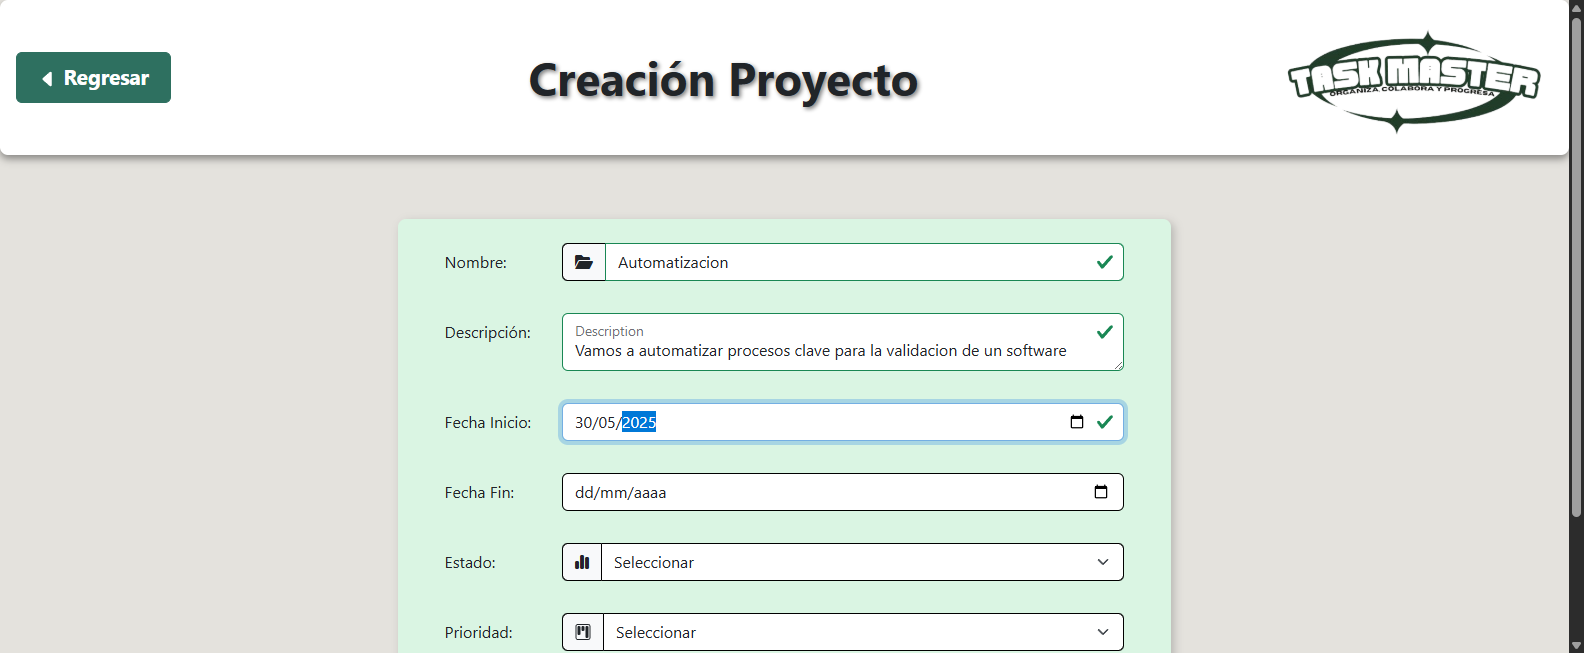 Regresar
Creación Proyecto
TASK MASTER
ORGANIZA COLABORA Y PROGRESA
Nombre:
Automatizacion
Descripción:
Description
Vamos a automatizar procesos clave para la validacion de un software
Fecha Inicio:
30/05/2025
Fecha Fin:
dd/mm/aaaa
Estado:
Seleccionar
Prioridad:
Seleccionar